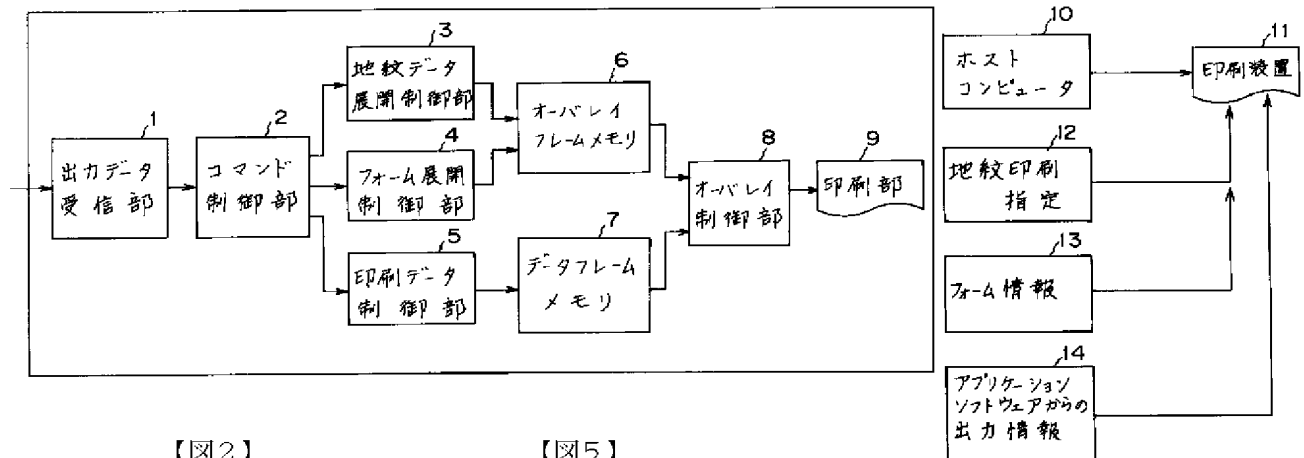 1
出力データ
受信部
2
コマンド
制御部
3
地紋データ
展開制御部
4
フォーム展開
制御部
5
印刷データ
制御部
6
オーバレイ
フレームメモリ
7
データフレーム
メモリ
8
オーバレイ
制御部
9
印刷部
10
ホスト
コンピュータ
11
印刷装置
12
地紋印刷
指定
13
フォーム情報
14
アプリケーション
ソフトウェアからの
出力情報
【図2】
【図5】